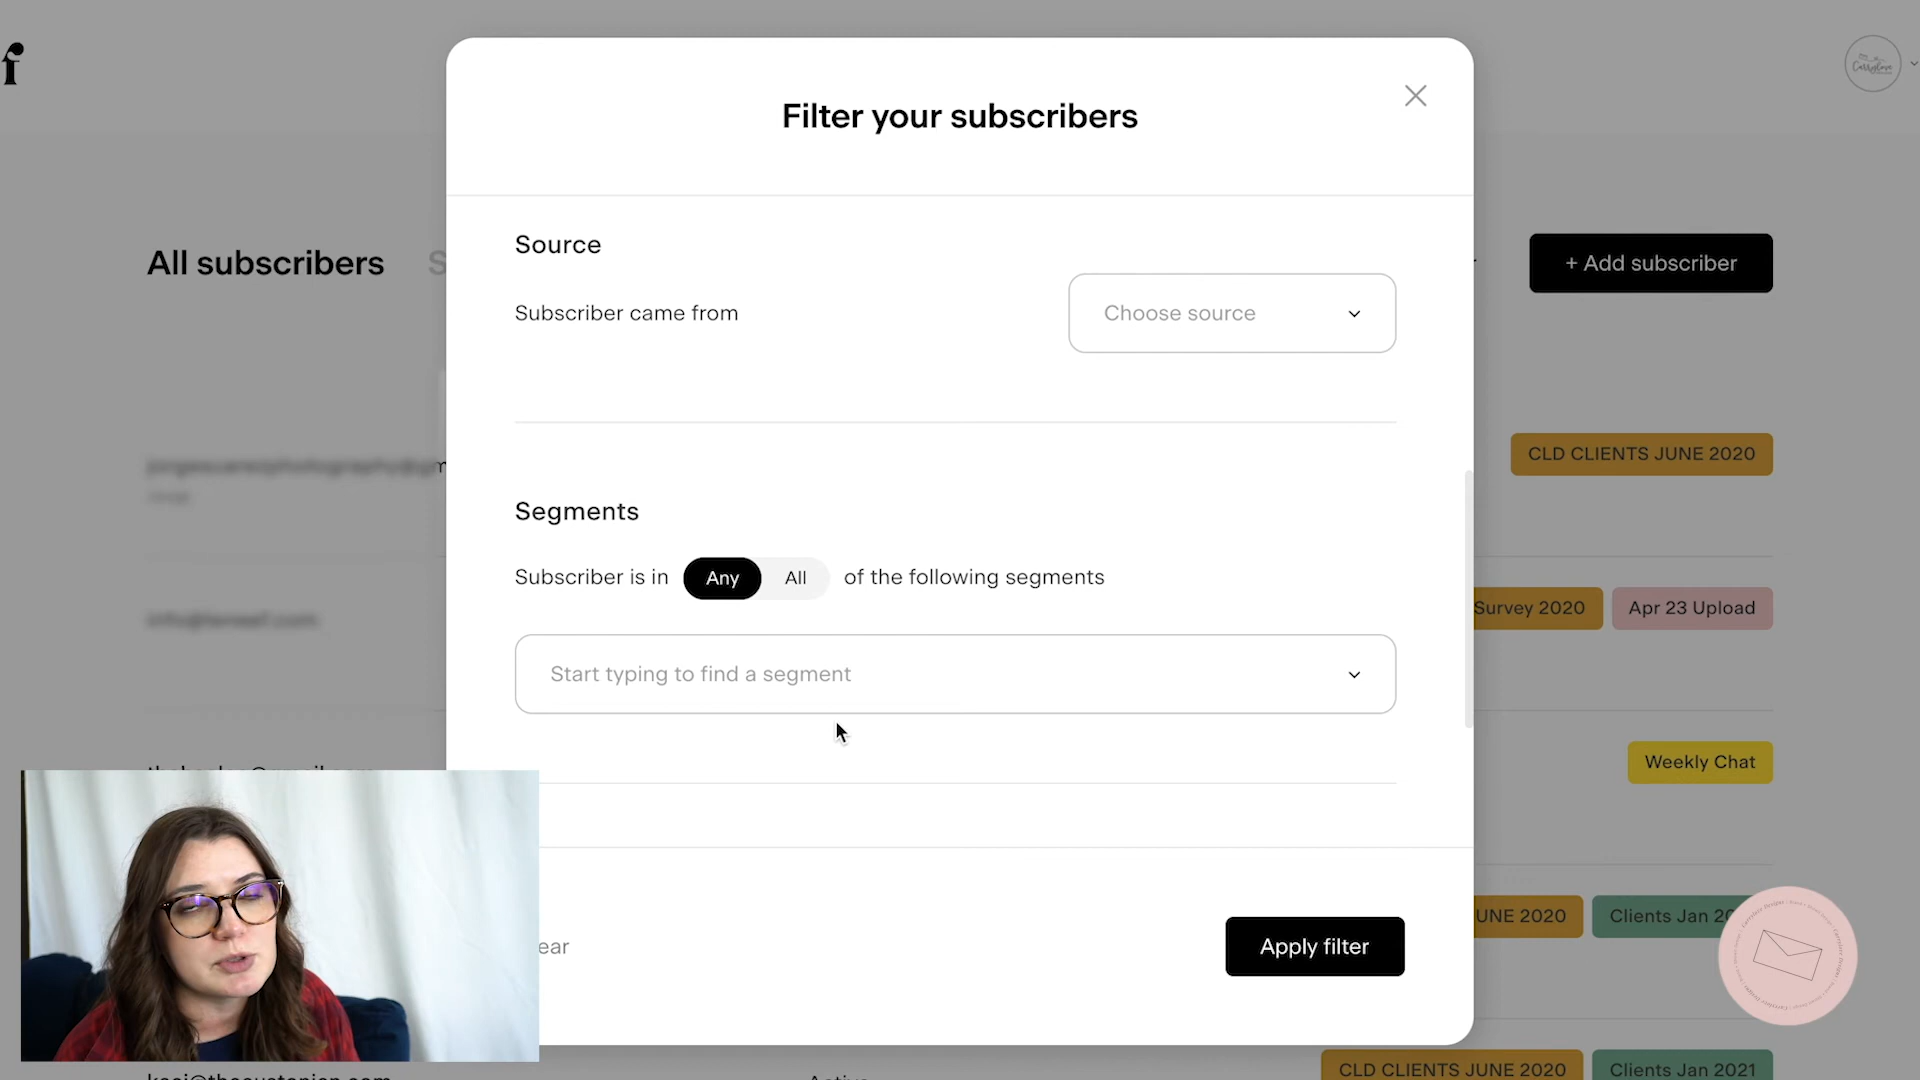 f
Filter your subscribers
All subscribers
+ Add subscriber
Source
Subscriber came from
Choose source
CLD CLIENTS JUNE 2020
Segments
Subscriber is in Any All of the following segments
Survey 2020
Apr 23 Upload
Start typing to find a segment
Weekly Chat
UNE 2020
Clients Jan
ear
Apply filter
CLD CLIENTS JUNE 2020
Clients Jan 2021